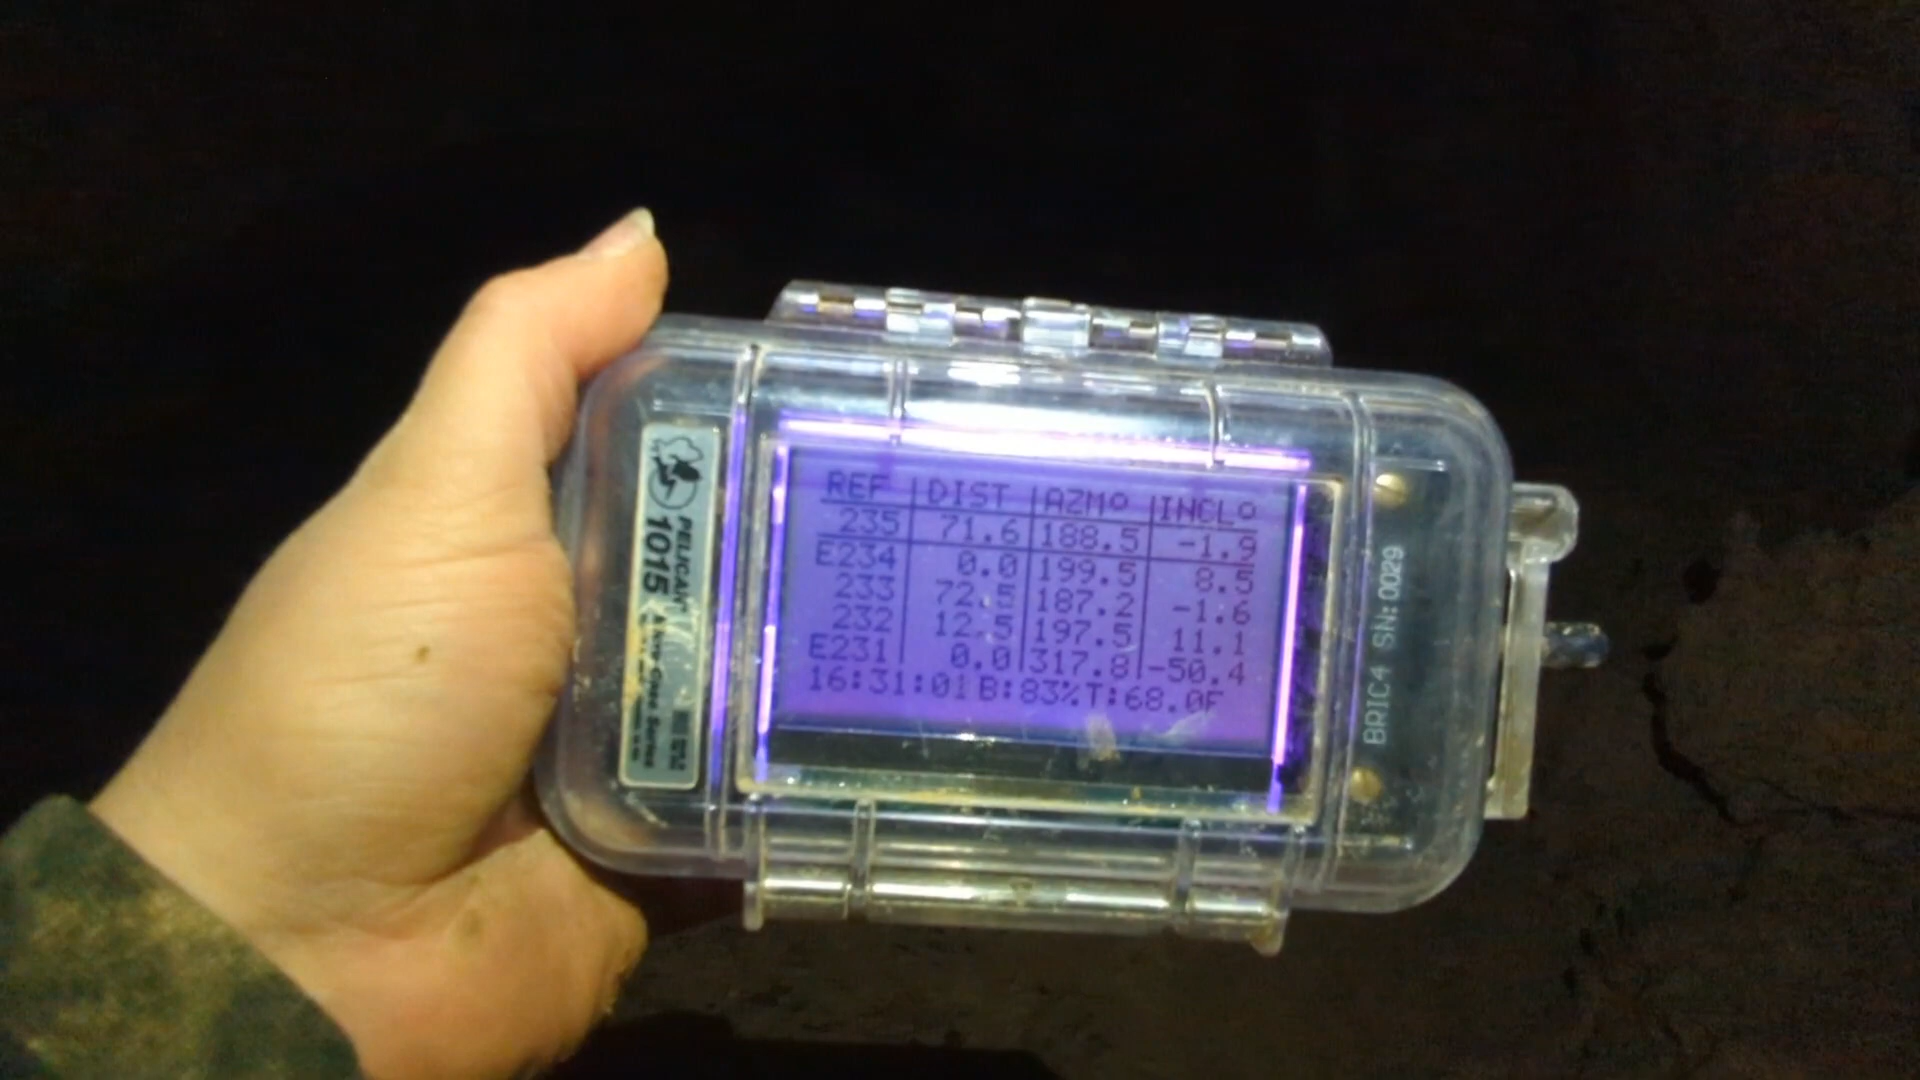 REF |DIST |AZM° |INCL°
235 | 71.6 |188.5 | -1.9
E234 | 0.0 |199.5 | 8.5
233 | 72.5 |187.2 | -1.6
232 | 12.5 |197.5 | 11.1
E231 | 0.0 |317.8 |-50.4
16:31:01 B:83% T:68.0F
PELICAN
1015
BRIC4 SN:0029